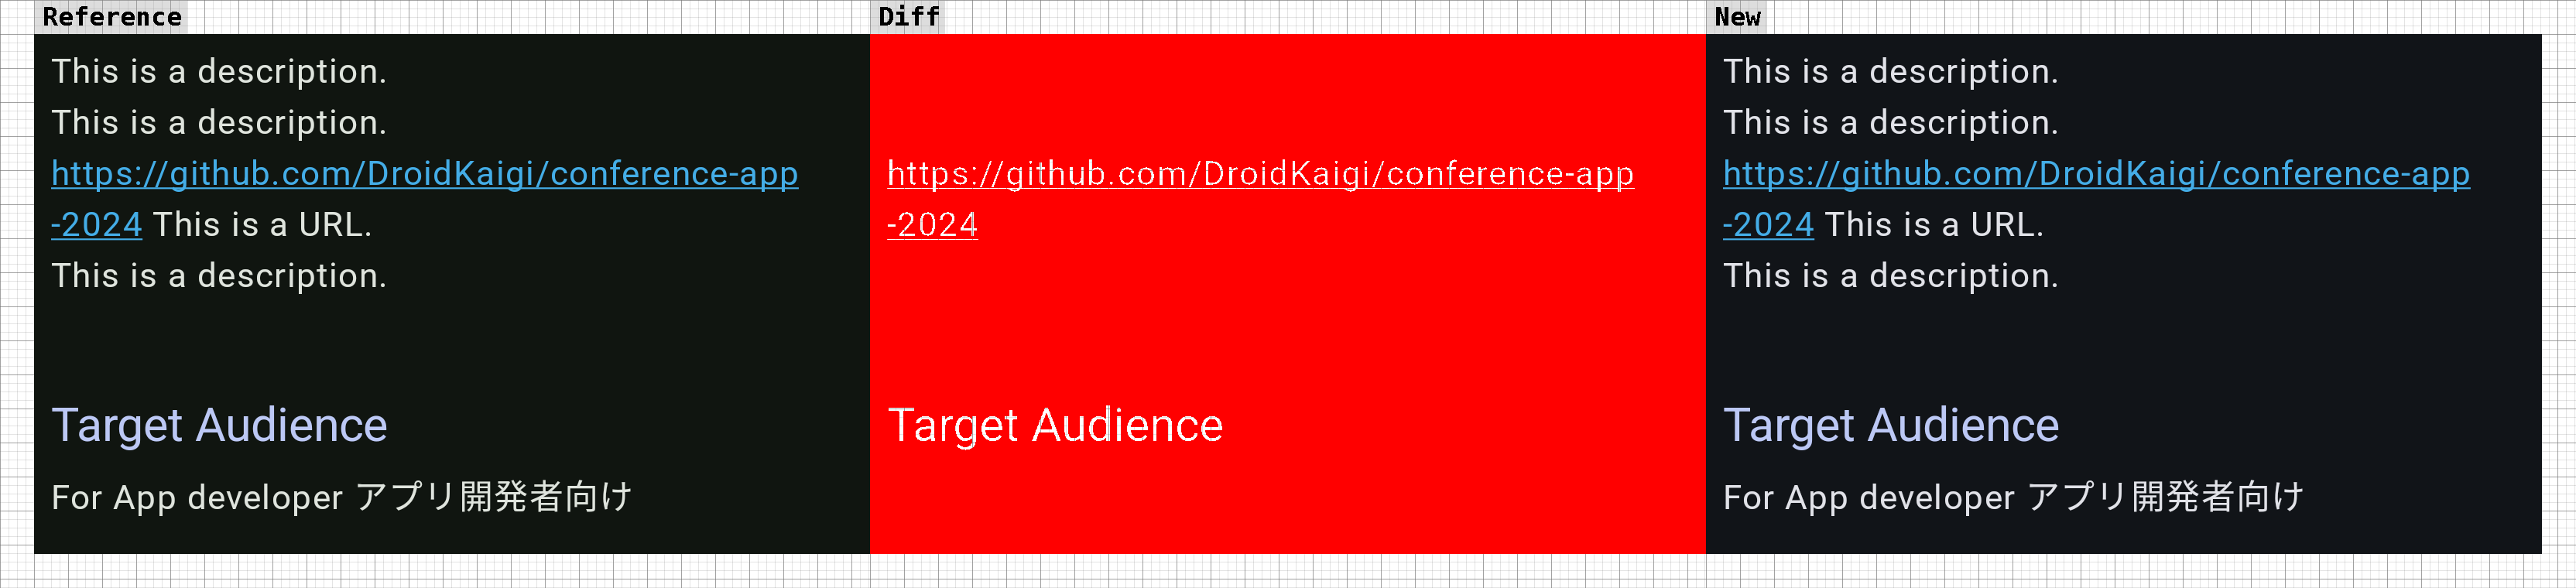 Reference
This is a description.
This is a description.
https://github.com/DroidKaigi/conference-app
-2024 This is a URL.
This is a description.
Target Audience
For App developer アプリ開発者向け
Diff
https://github.com/DroidKaigi/conference-app
-2024
Target Audience
New
This is a description.
This is a description.
https://github.com/DroidKaigi/conference-app
-2024 This is a URL.
This is a description.
Target Audience
For App developer アプリ開発者向け